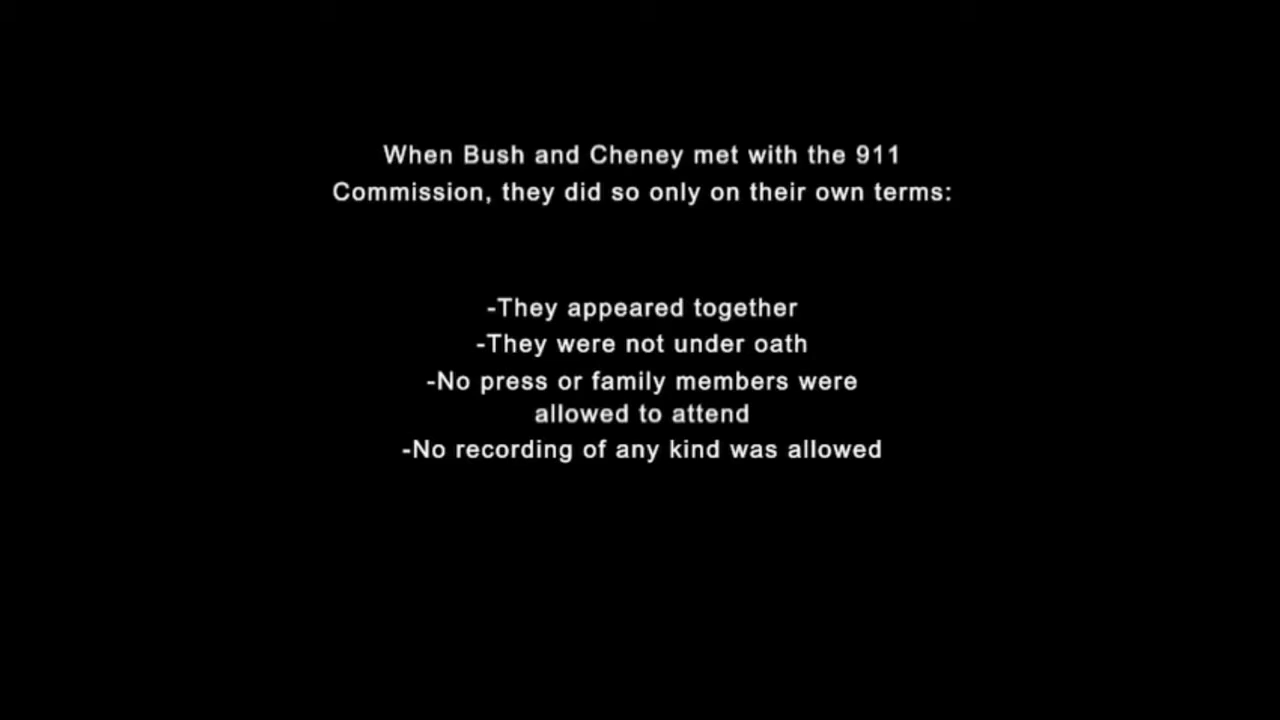 When Bush and Cheney met with the 911
Commission, they did so only on their own terms:
-They appeared together
-They were not under oath
-No press or family members were
allowed to attend
-No recording of any kind was allowed